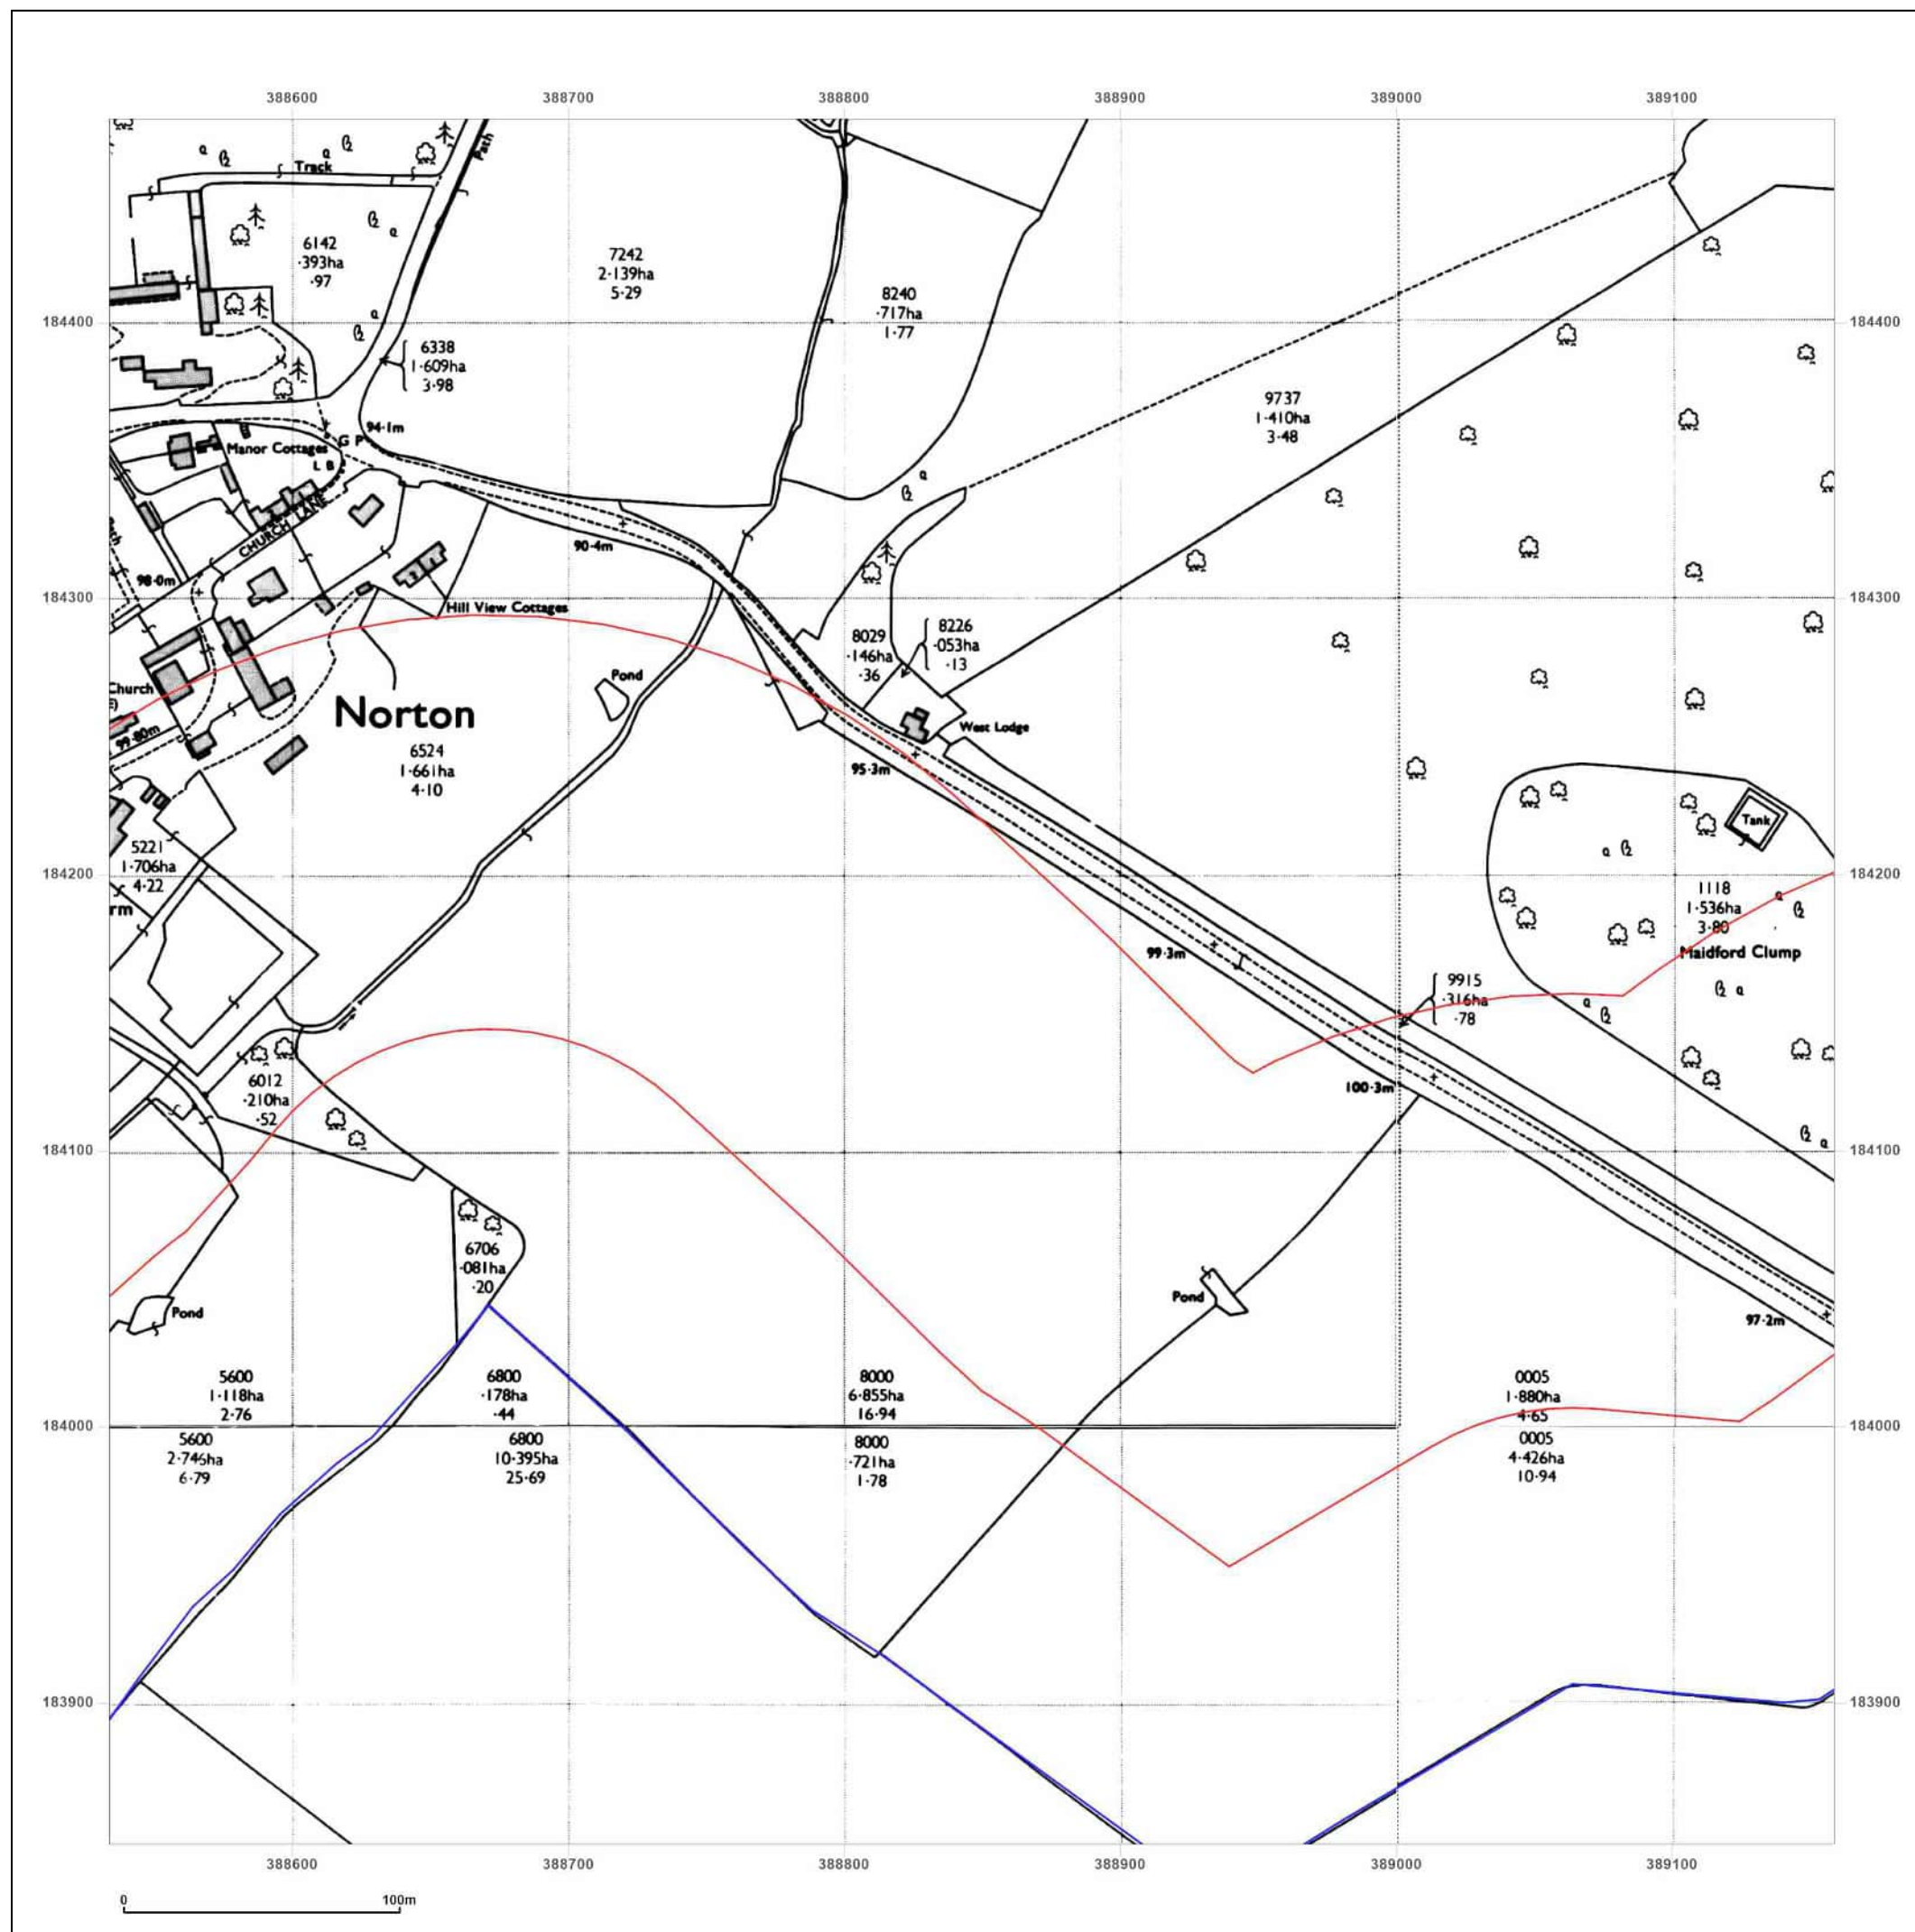 388600 388700 388800 388900 389000 389100
Path
Track
6142
·393ha
·97
7242
2·139ha
5·29
8240
·717ha
1·77
184400 184400
6338
1·609ha
3·98
9737
1·410ha
3·48
94·1m
G P
Manor Cottages
L B
CHURCH LANE
90·4m
98·0m
184300 184300
Hill View Cottages
8029
·146ha
·36
8226
·053ha
·13
Pond
Church
Norton
99·80m
West Lodge
95·3m
6524
1·661ha
4·10
Tank
5221
1·706ha
4·22
184200 184200
rm
1118
1·536ha
3·80
Maidford Clump
99·3m
9915
·316ha
·78
6012
·210ha
·52
100·3m
184100 184100
6706
·081ha
·20
Pond
Pond
97·2m
5600
1·118ha
2·76
6800
·178ha
·44
8000
6·855ha
16·94
0005
1·880ha
4·65
184000 184000
5600
2·746ha
6·79
6800
10·395ha
25·69
8000
·721ha
1·78
0005
4·426ha
10·94
183900 183900
388600 388700 388800 388900 389000 389100
0 100m